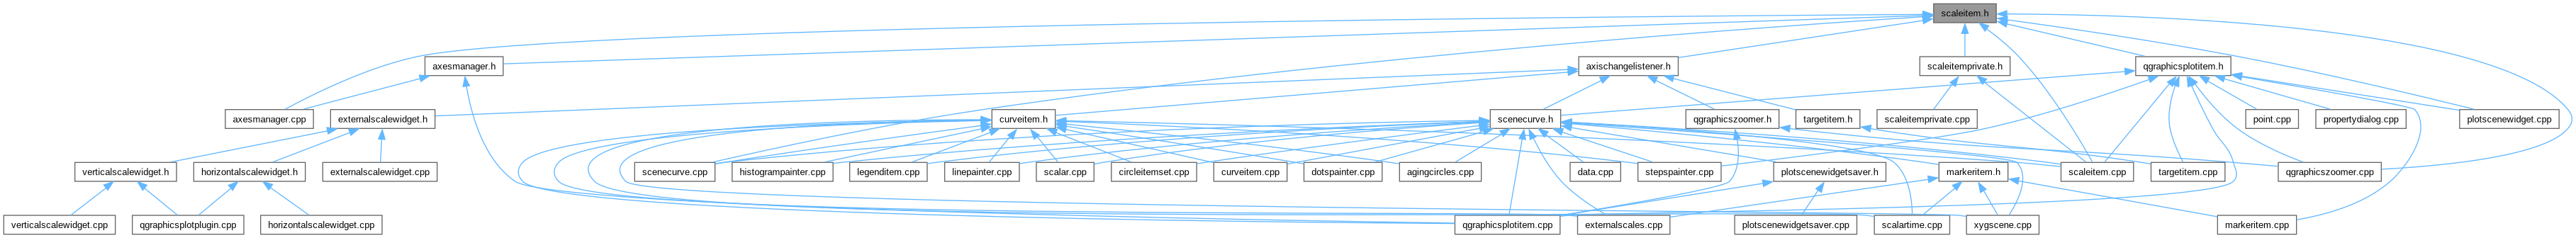 scaleitem.h
axesmanager.h
axischangelistener.h
scaleitemprivate.h
qgraphicsplotitem.h
axesmanager.cpp
externalscalewidget.h
curveitem.h
scenecurve.h
qgraphicszoomer.h
targetitem.h
scaleitemprivate.cpp
point.cpp
propertydialog.cpp
plotscenewidget.cpp
verticalscalewidget.h
horizontalscalewidget.h
externalscalewidget.cpp
scenecurve.cpp
histogrampainter.cpp
legenditem.cpp
linepainter.cpp
scalar.cpp
circleitemset.cpp
curveitem.cpp
dotspainter.cpp
agingcircles.cpp
data.cpp
stepspainter.cpp
plotscenewidgetsaver.h
markeritem.h
scaleitem.cpp
targetitem.cpp
qgraphicszoomer.cpp
verticalscalewidget.cpp
qgraphicsplotplugin.cpp
horizontalscalewidget.cpp
qgraphicsplotitem.cpp
externalscales.cpp
plotscenewidgetsaver.cpp
scalartime.cpp
xygscene.cpp
markeritem.cpp